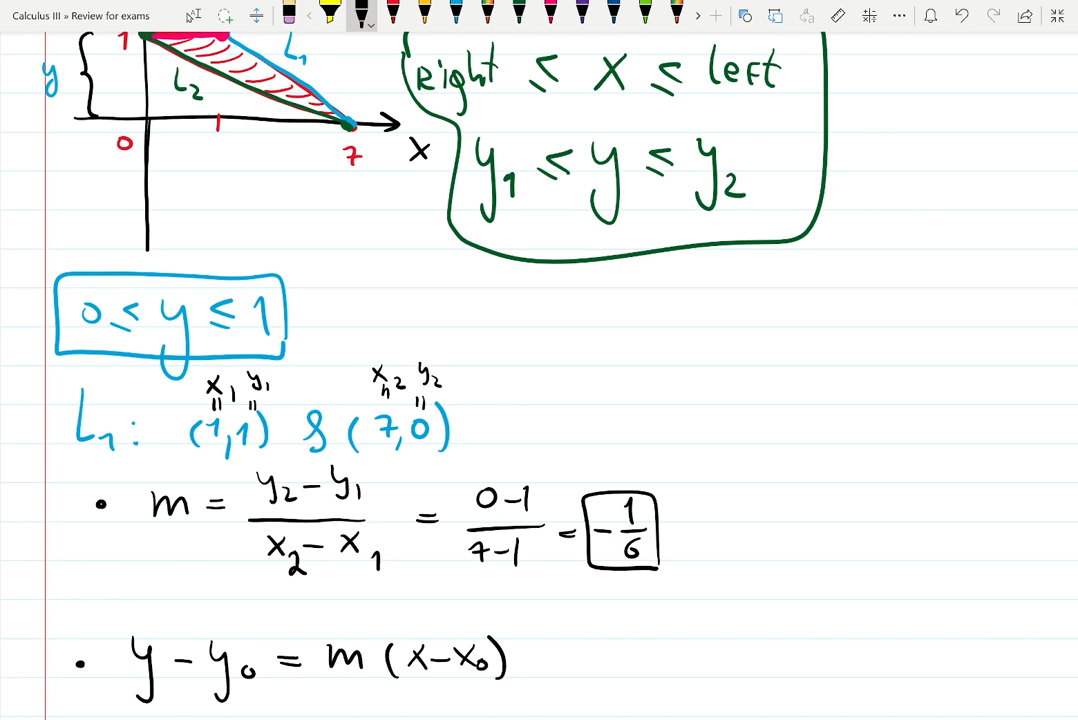 Calculus III » Review for exams
1
y
L₁
L₂
0
1
7
x
Right ≤ x ≤ left
y₁ ≤ y ≤ y₂
0 ≤ y ≤ 1
x₁ y₁ x₂ y₂
= = = =
L₁: (1,1) & (7,0)
• m = (y₂ - y₁)/(x₂ - x₁) = (0-1)/(7-1) = -1/6
• y - y₀ = m (x - x₀)